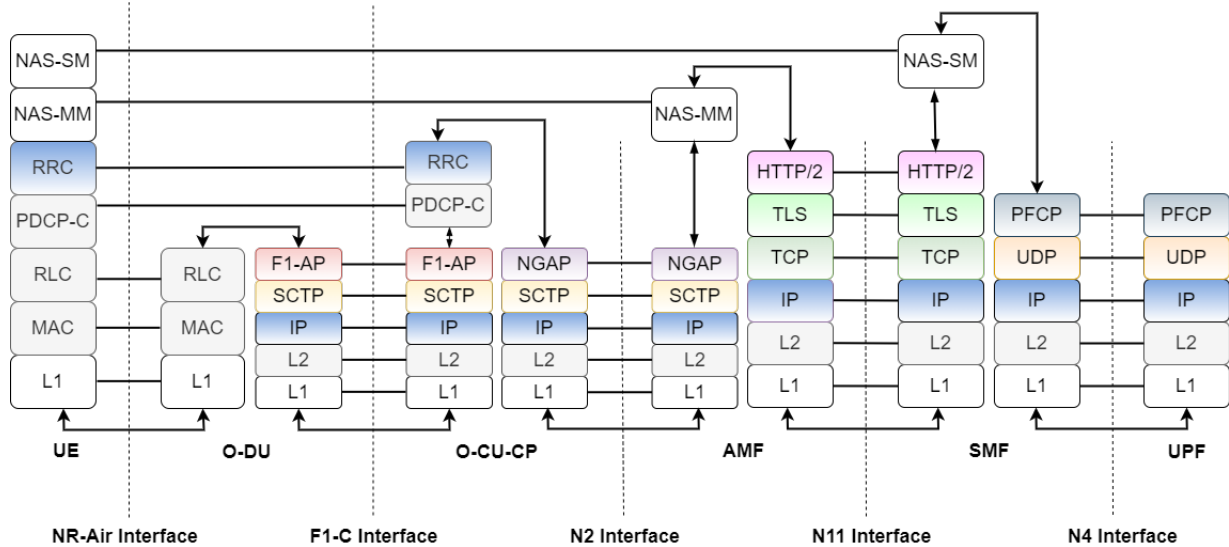 NAS-SM
NAS-MM
RRC
PDCP-C
RLC
MAC
L1
RLC
MAC
L1
F1-AP
SCTP
IP
L2
L1
RRC
PDCP-C
F1-AP
SCTP
IP
L2
L1
NGAP
SCTP
IP
L2
L1
NAS-MM
NGAP
SCTP
IP
L2
L1
HTTP/2
TLS
TCP
IP
L2
L1
NAS-SM
HTTP/2
TLS
TCP
IP
L2
L1
PFCP
UDP
IP
L2
L1
PFCP
UDP
IP
L2
L1
UE
O-DU
O-CU-CP
AMF
SMF
UPF
NR-Air Interface
F1-C Interface
N2 Interface
N11 Interface
N4 Interface